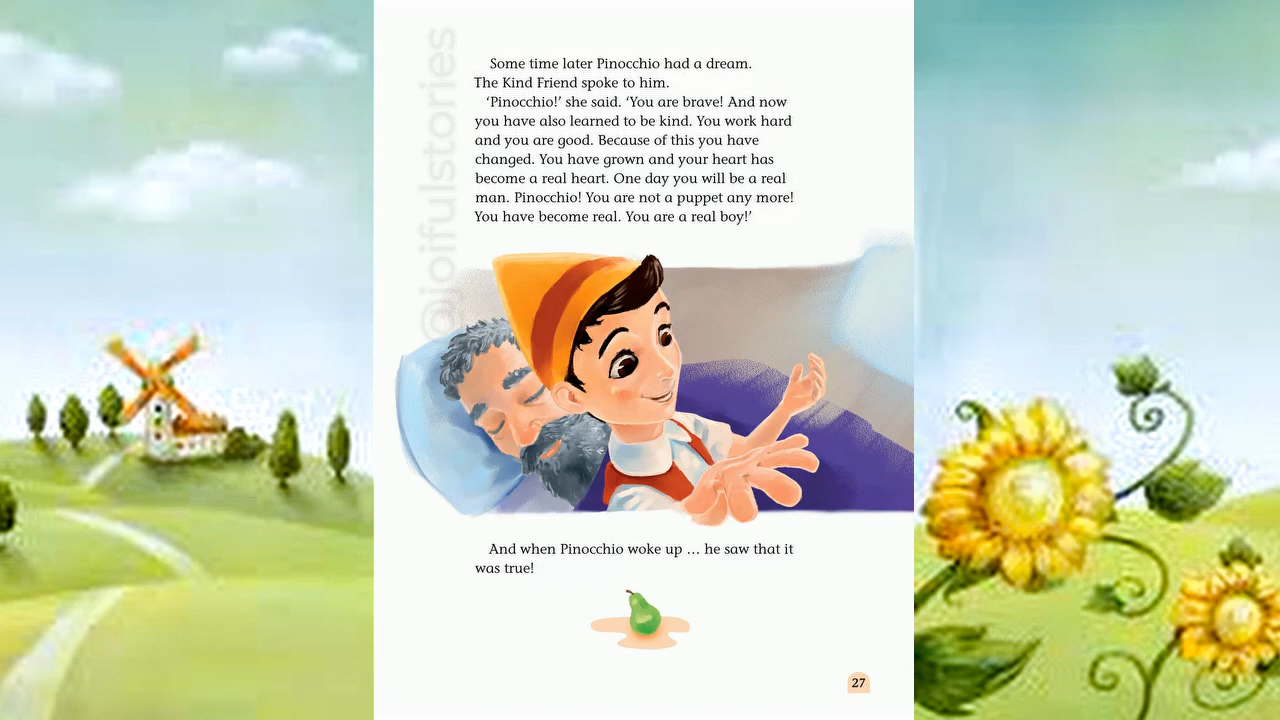 @joifulstories
Some time later Pinocchio had a dream.
The Kind Friend spoke to him.
‘Pinocchio!’ she said. ‘You are brave! And now
you have also learned to be kind. You work hard
and you are good. Because of this you have
changed. You have grown and your heart has
become a real heart. One day you will be a real
man. Pinocchio! You are not a puppet any more!
You have become real. You are a real boy!’
And when Pinocchio woke up … he saw that it
was true!
27